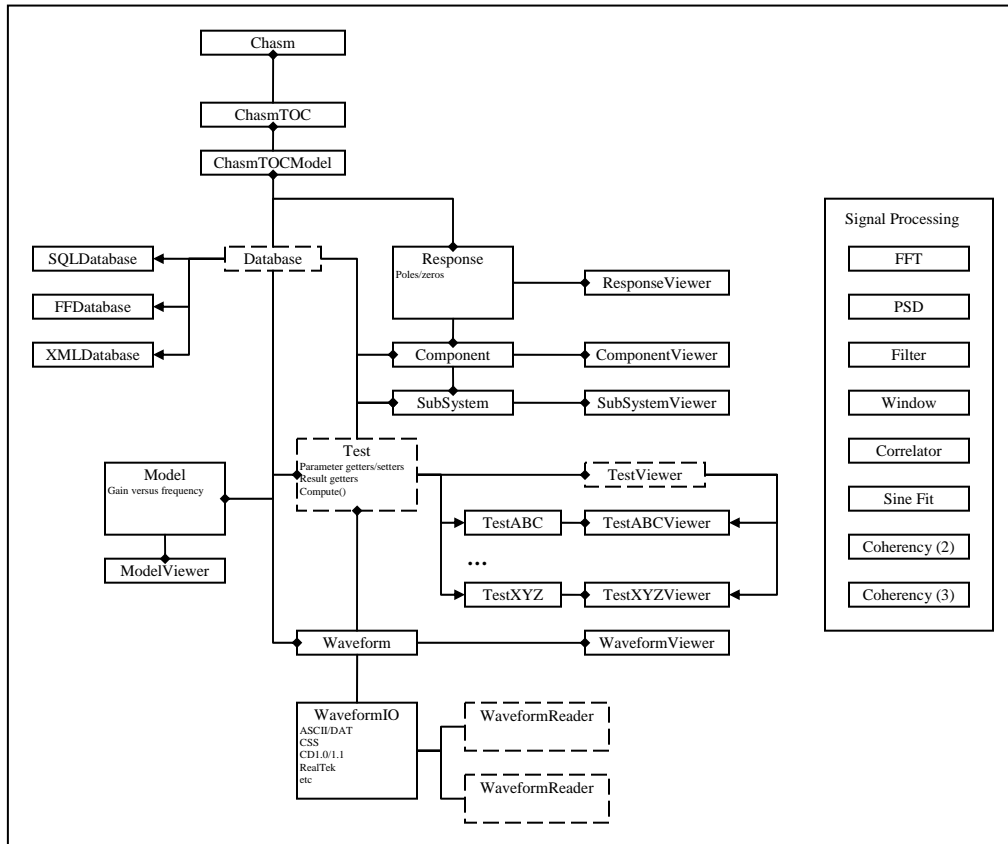 Chasm
ChasmTOC
ChasmTOCModel
SQLDatabase
FFDatabase
XMLDatabase
Database
Response
Poles/zeros
ResponseViewer
Component
ComponentViewer
SubSystem
SubSystemViewer
Test
Parameter getters/setters
Result getters
Compute()
TestViewer
Model
Gain versus frequency
ModelViewer
TestABC
TestABCViewer
...
TestXYZ
TestXYZViewer
Waveform
WaveformViewer
WaveformIO
ASCII/DAT
CSS
CD1.0/1.1
RealTek
etc
WaveformReader
WaveformReader
Signal Processing
FFT
PSD
Filter
Window
Correlator
Sine Fit
Coherency (2)
Coherency (3)